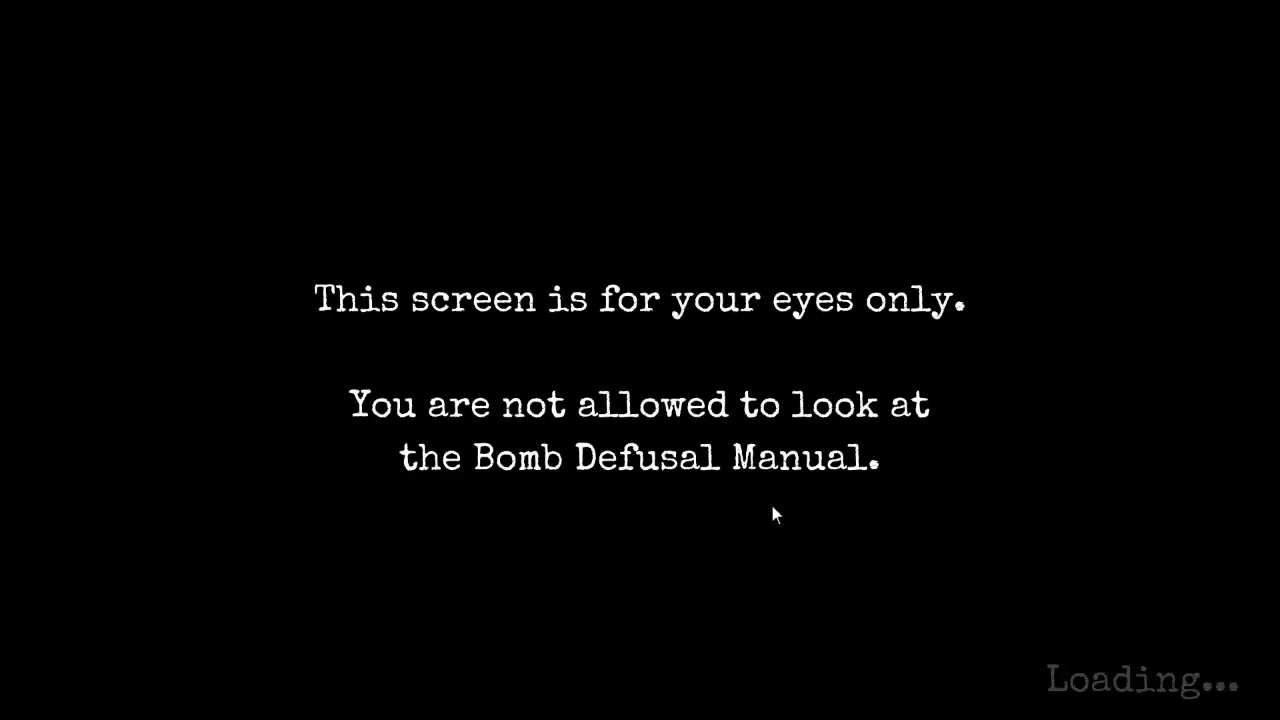 This screen is for your eyes only.
You are not allowed to look at
the Bomb Defusal Manual.
Loading...